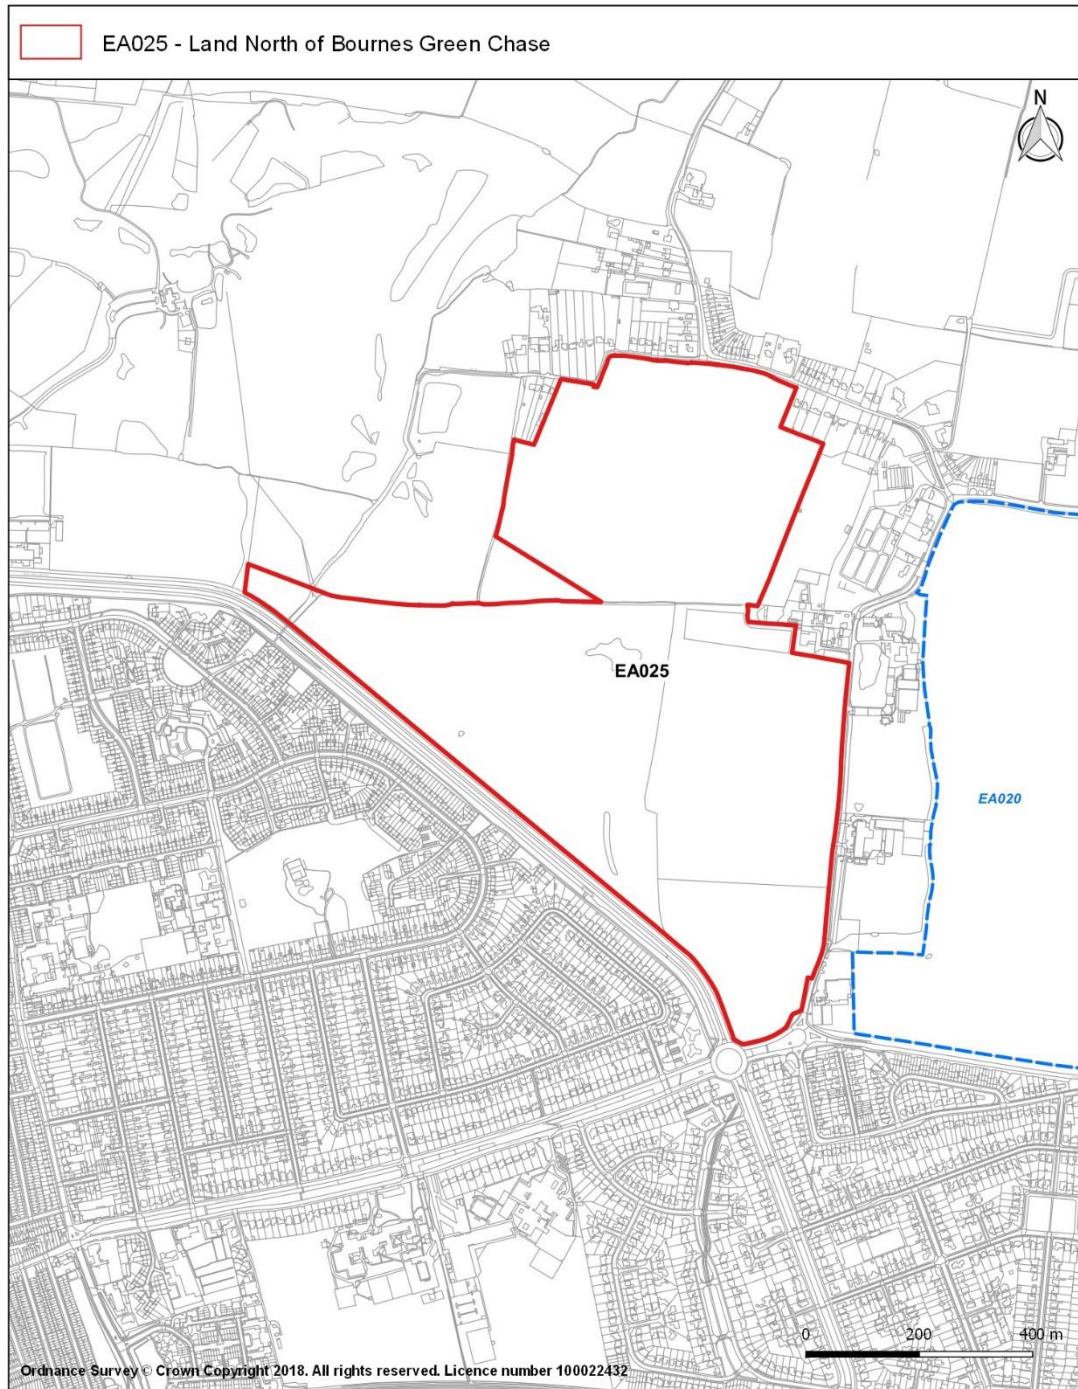 EA025 - Land North of Bournes Green Chase
N
EA025
EA020
0 200 400 m
Ordnance Survey © Crown Copyright 2018. All rights reserved. Licence number 100022432